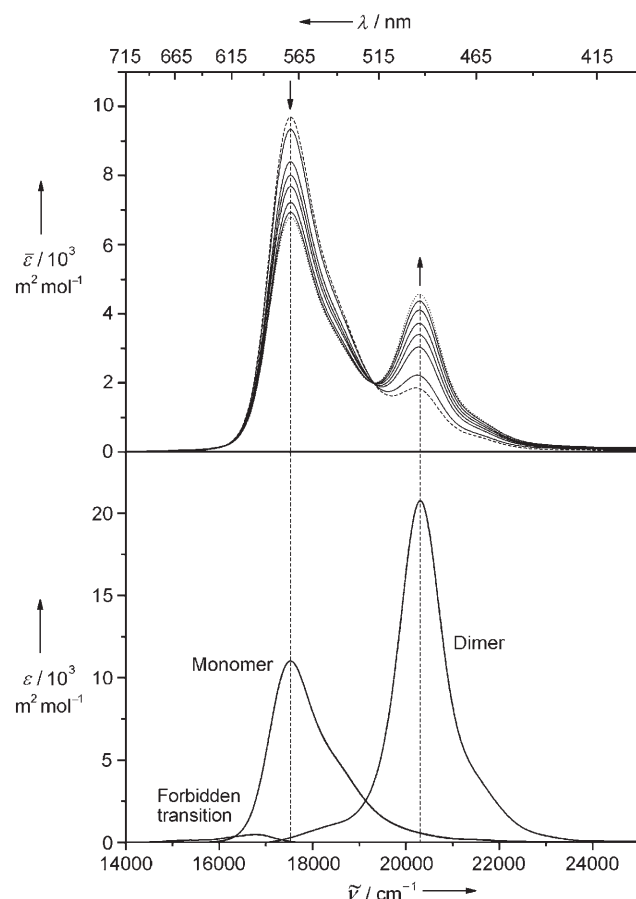 λ / nm
715 665 615 565 515 465 415
10
8
6
4
2
0
ε̄ / 10³
m² mol⁻¹
20
15
10
5
0
ε / 10³
m² mol⁻¹
Monomer
Dimer
Forbidden
transition
14000 16000 18000 20000 22000 24000
ν̃ / cm⁻¹